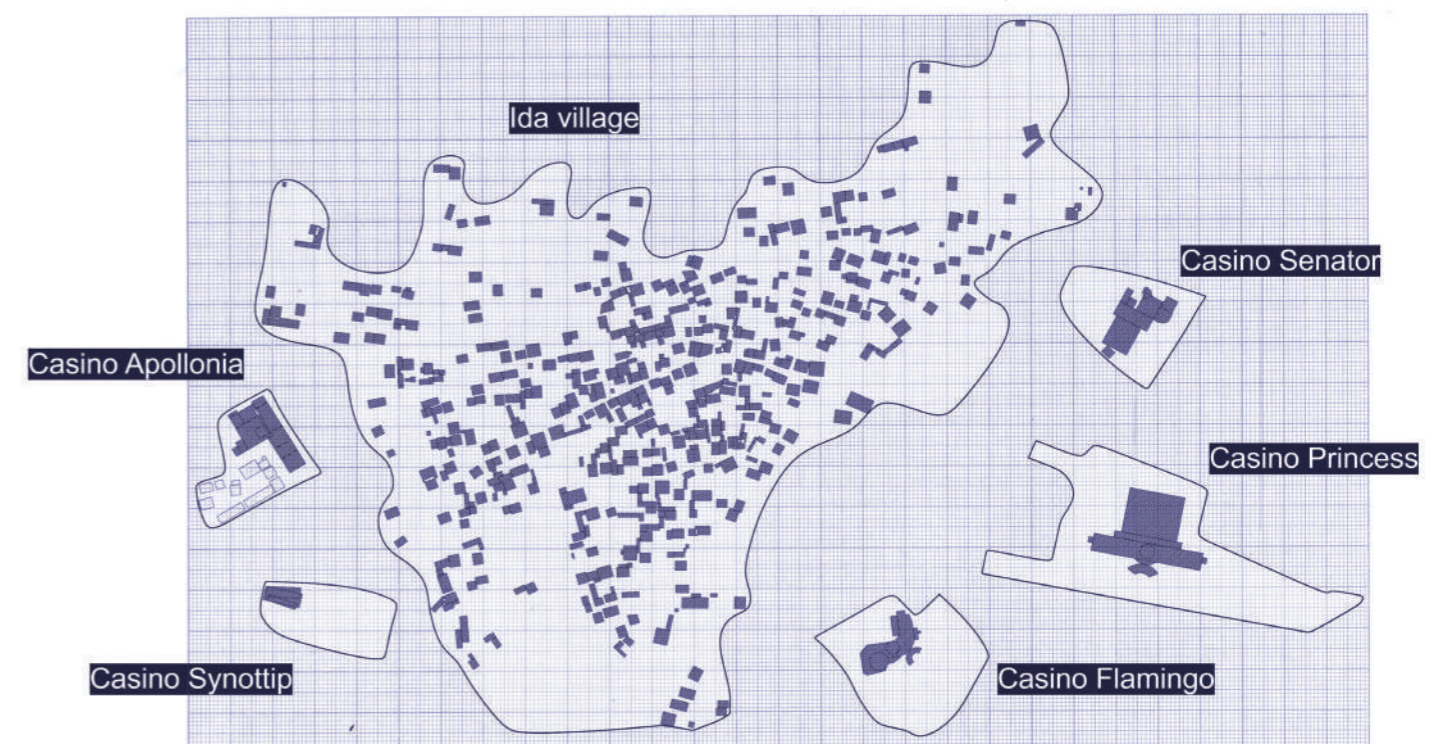 Ida village
Casino Senator
Casino Apollonia
Casino Princess
Casino Synottip
Casino Flamingo